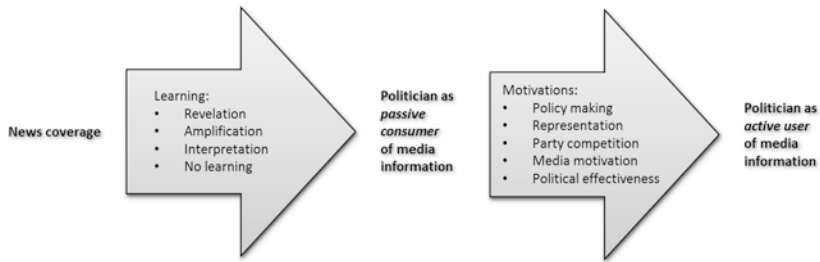 News coverage
Learning:
• Revelation
• Amplification
• Interpretation
• No learning
Politician as
passive
consumer
of media
information
Motivations:
• Policy making
• Representation
• Party competition
• Media motivation
• Political effectiveness
Politician as
active user
of media
information